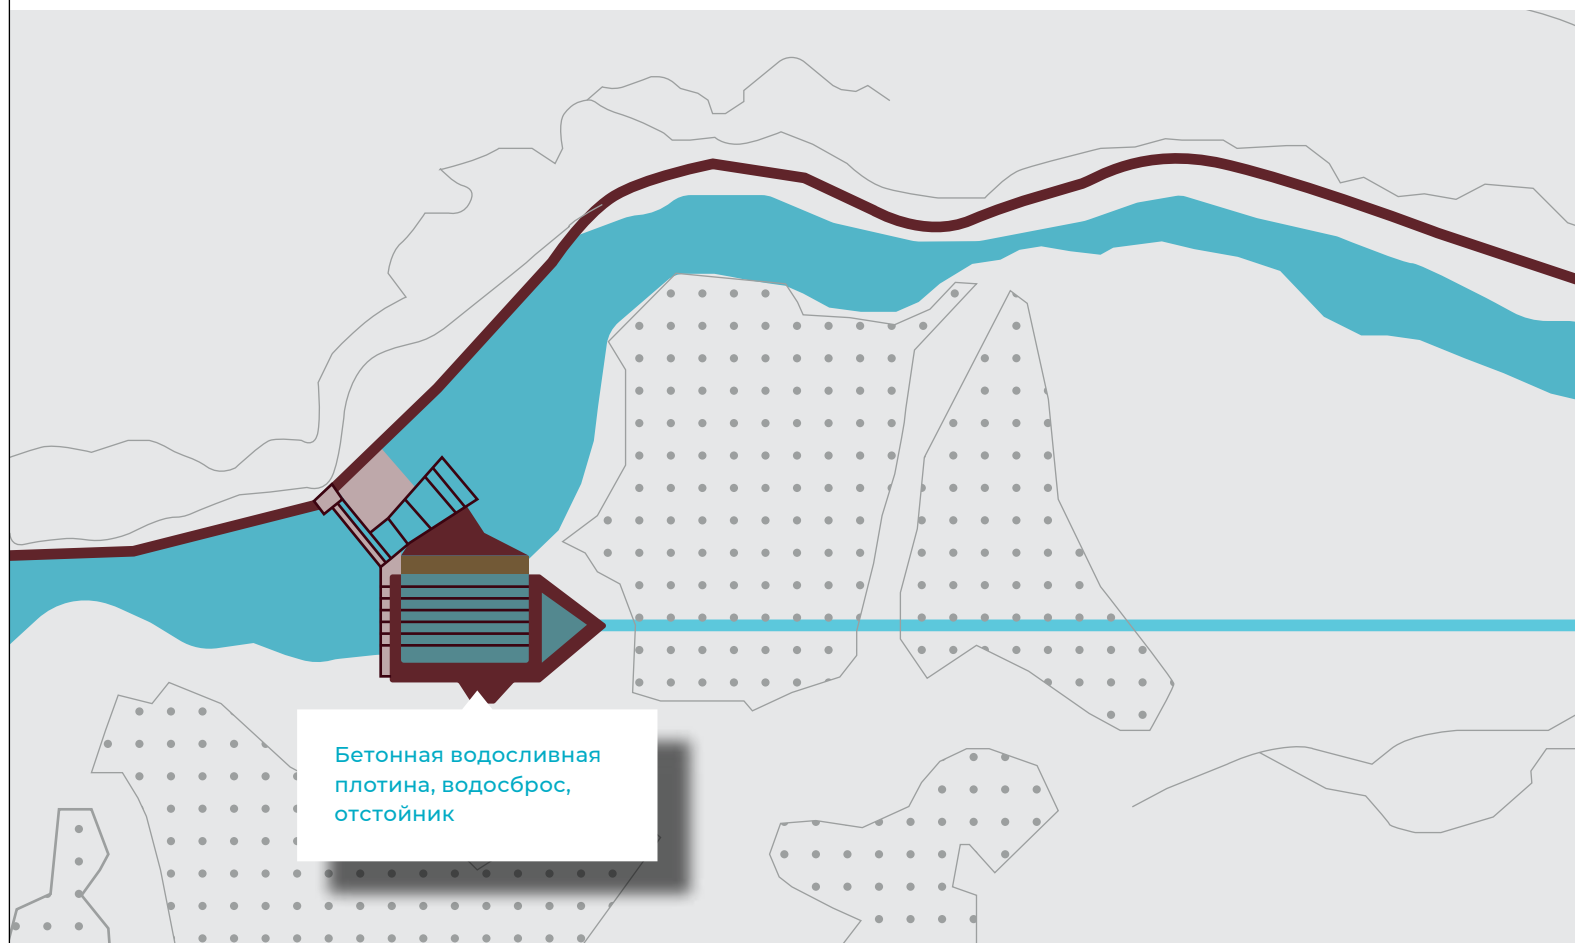 Бетонная водосливная
плотина, водосброс,
отстойник